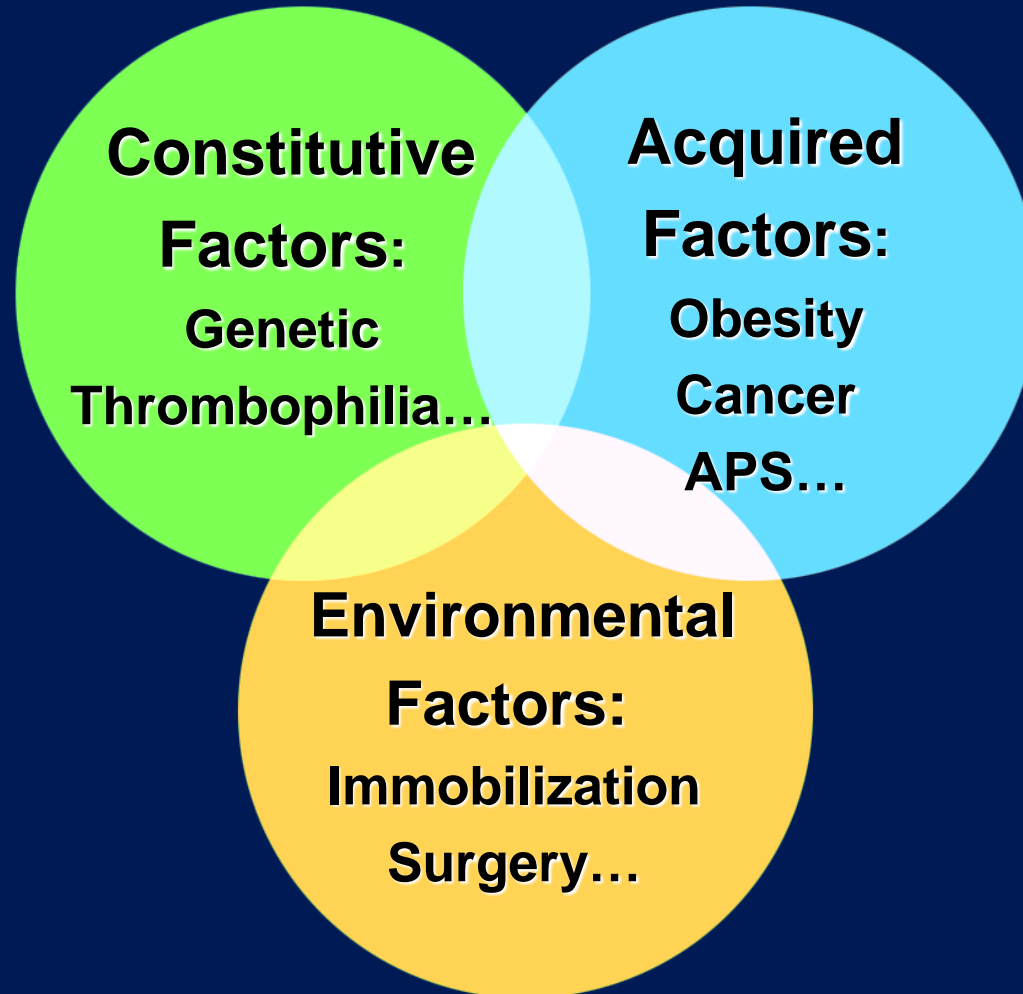 Constitutive
Factors:
Genetic
Thrombophilia…
Acquired
Factors:
Obesity
Cancer
APS…
Environmental
Factors:
Immobilization
Surgery…